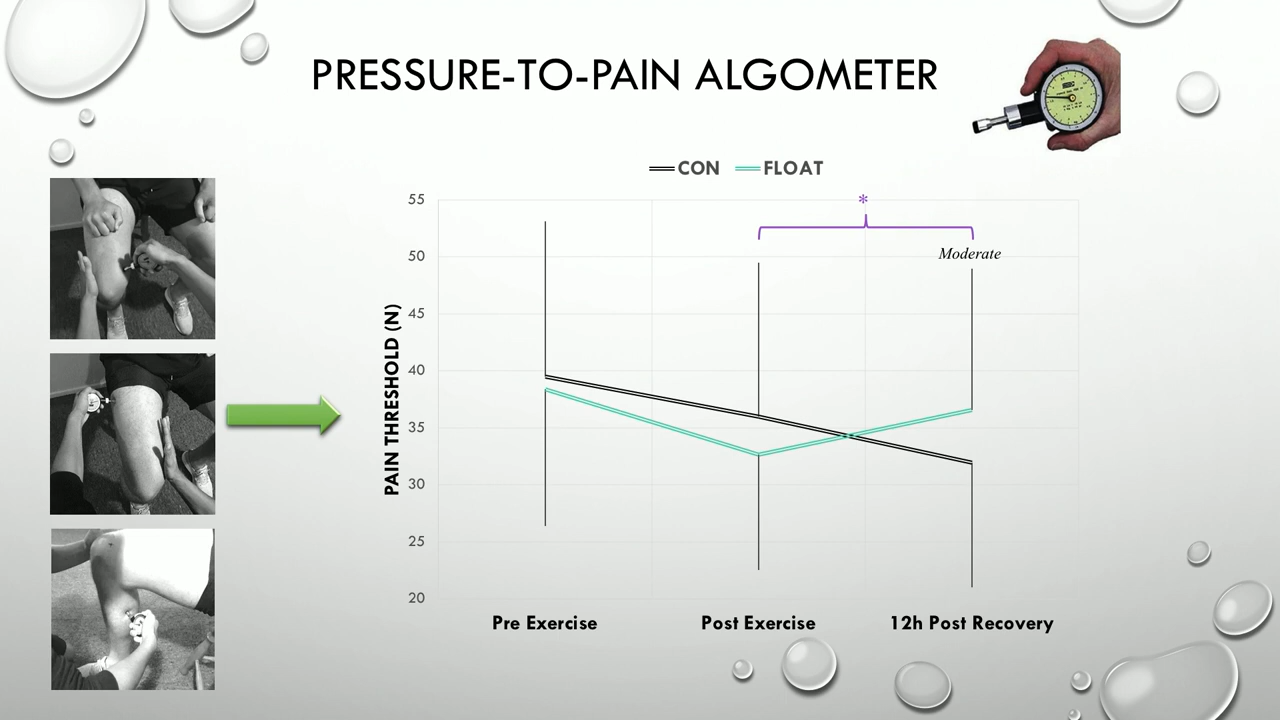 PRESSURE-TO-PAIN ALGOMETER
CON FLOAT
*
Moderate
PAIN THRESHOLD (N)
55
50
45
40
35
30
25
20
Pre Exercise Post Exercise 12h Post Recovery